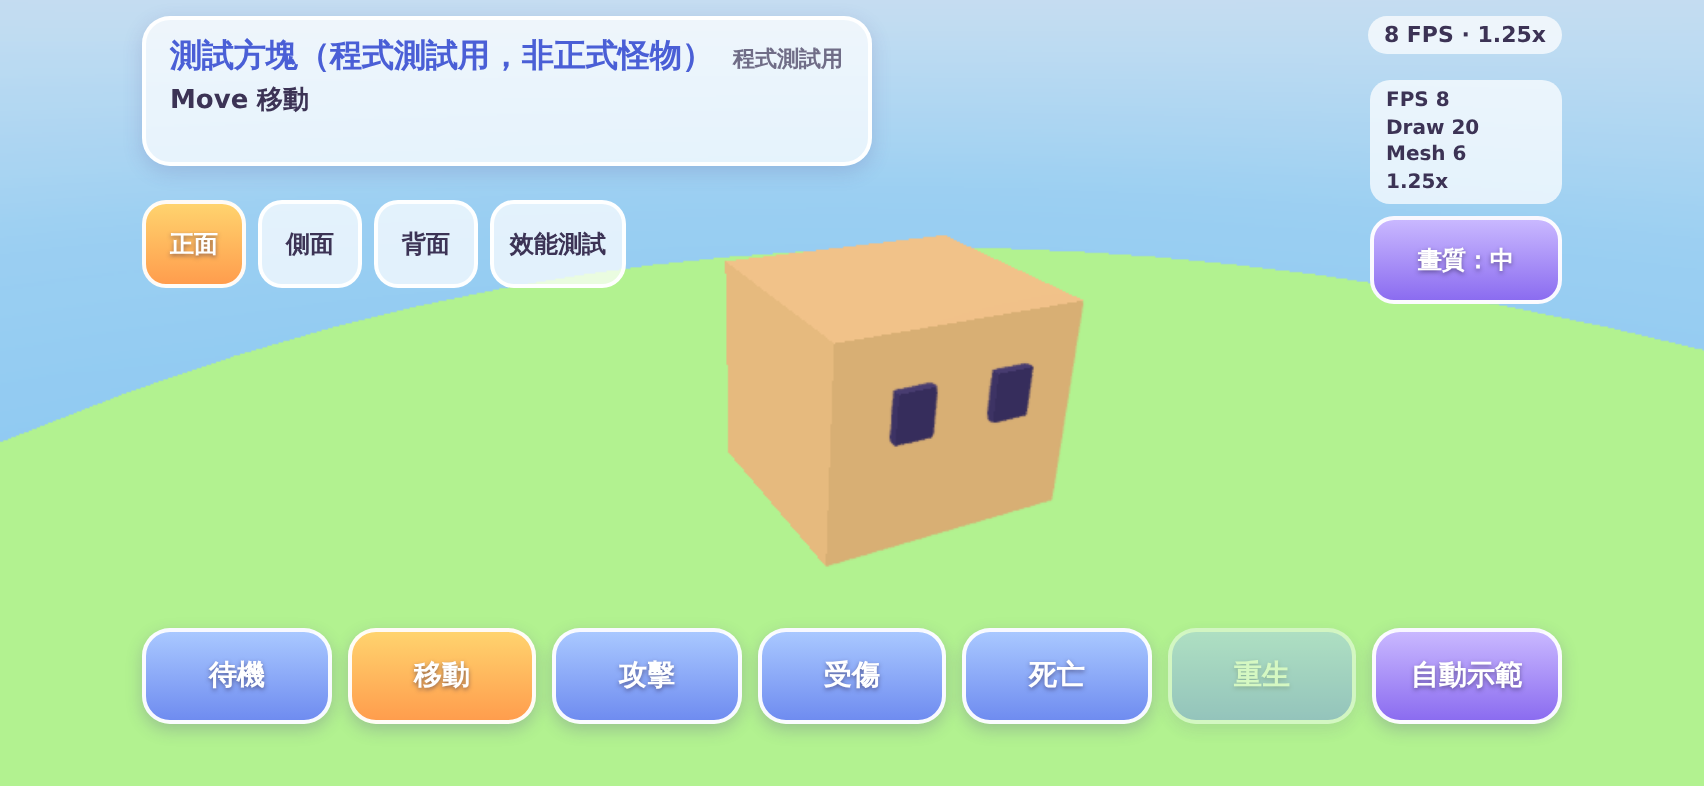 測試方塊（程式測試用，非正式怪物） 程式測試用
Move 移動
8 FPS · 1.25x
FPS 8
Draw 20
Mesh 6
1.25x
正面 側面 背面 效能測試
畫質：中
待機 移動 攻擊 受傷 死亡 重生 自動示範